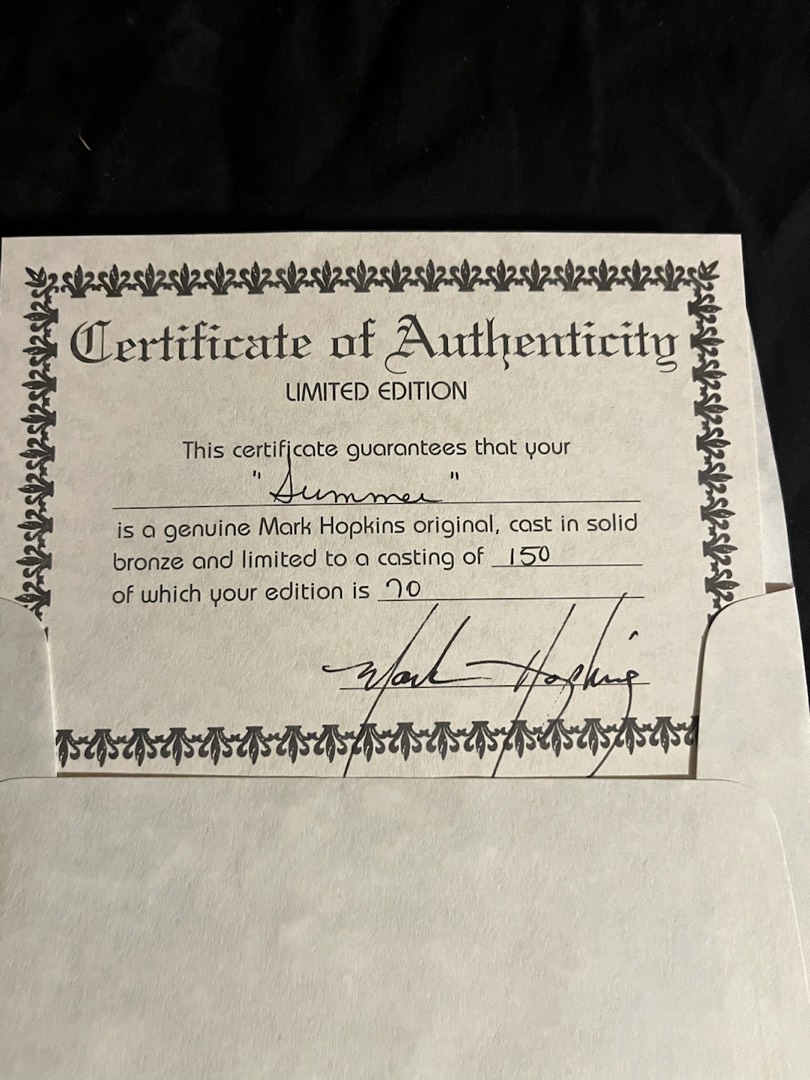 Certificate of Authenticity
LIMITED EDITION
This certificate guarantees that your
"Summer"
is a genuine Mark Hopkins original, cast in solid
bronze and limited to a casting of 150
of which your edition is 70
Mark Hopkins